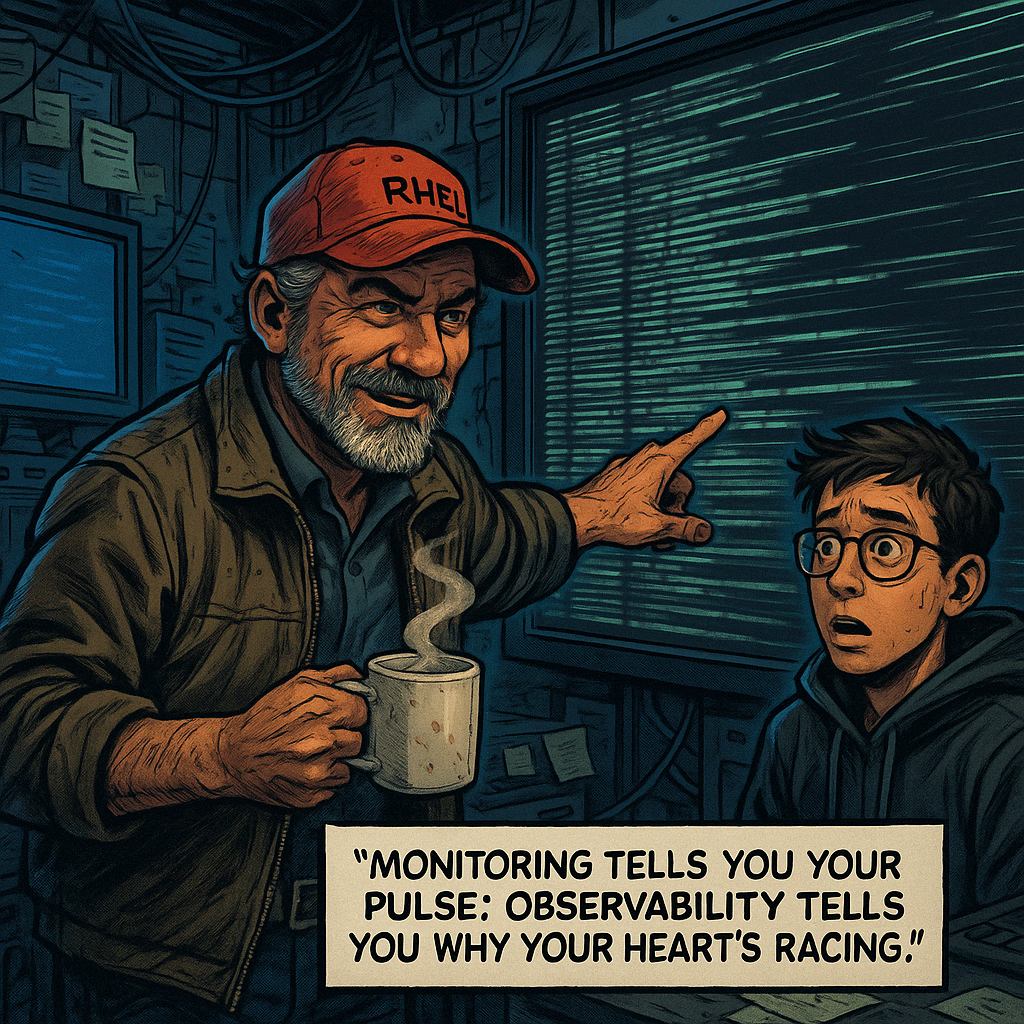 RHEL
"MONITORING TELLS YOU YOUR
PULSE: OBSERVABILITY TELLS
YOU WHY YOUR HEART'S RACING."